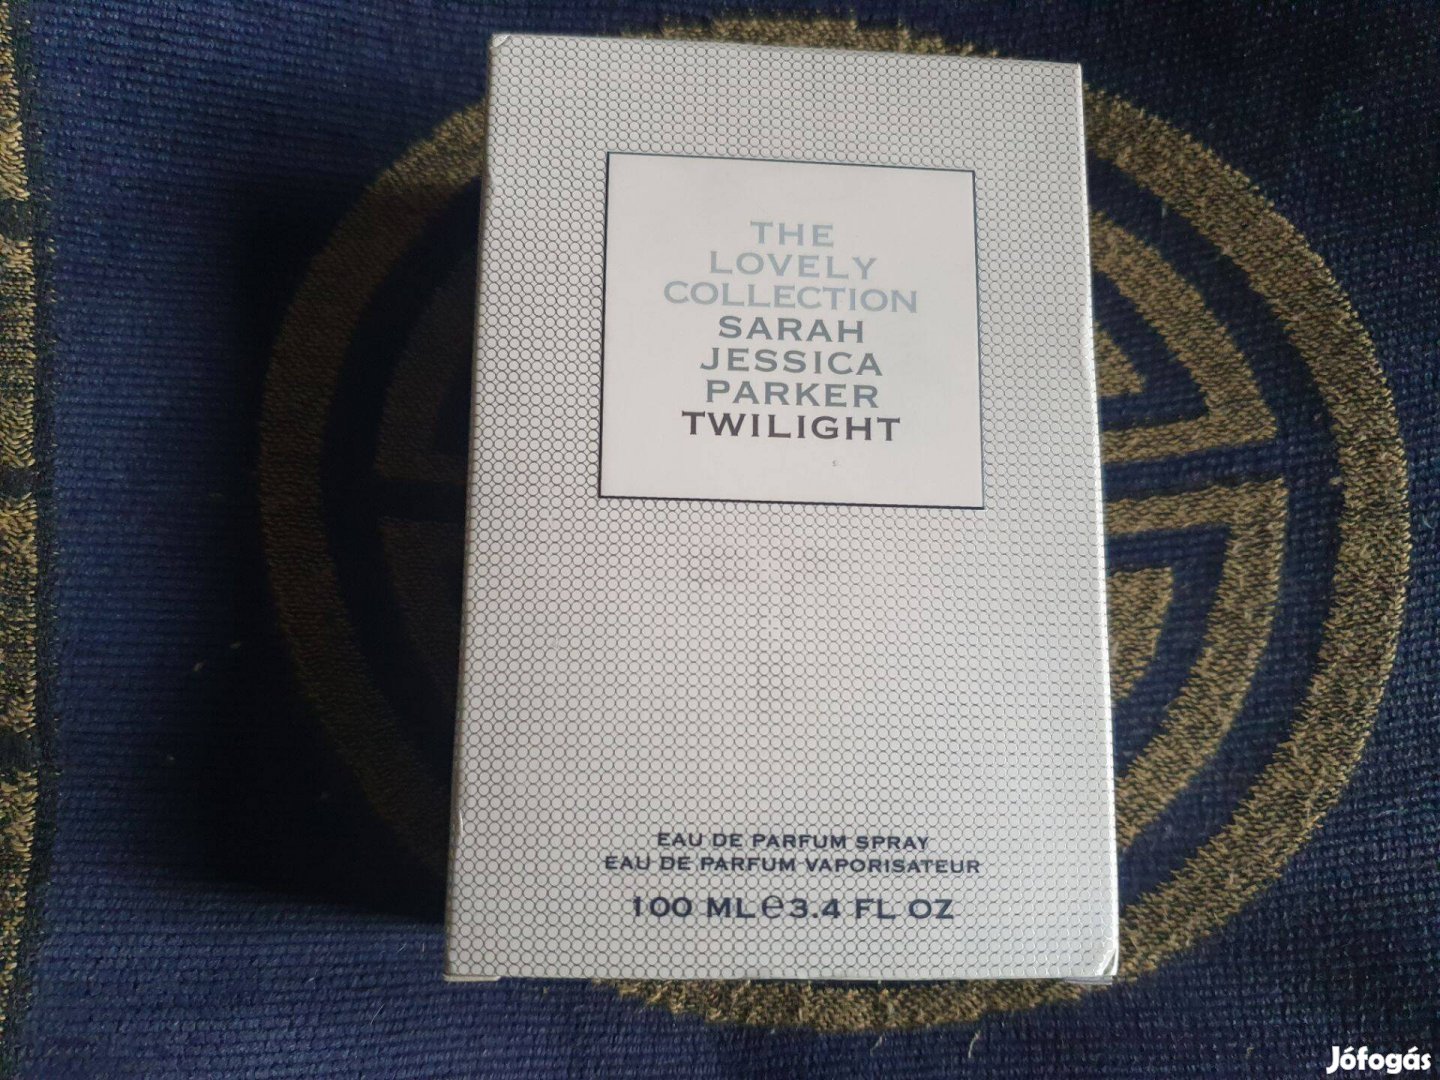 THE
LOVELY
COLLECTION
SARAH
JESSICA
PARKER
TWILIGHT
EAU DE PARFUM SPRAY
EAU DE PARFUM VAPORISATEUR
100 ML ℮ 3.4 FL OZ
Jófogás